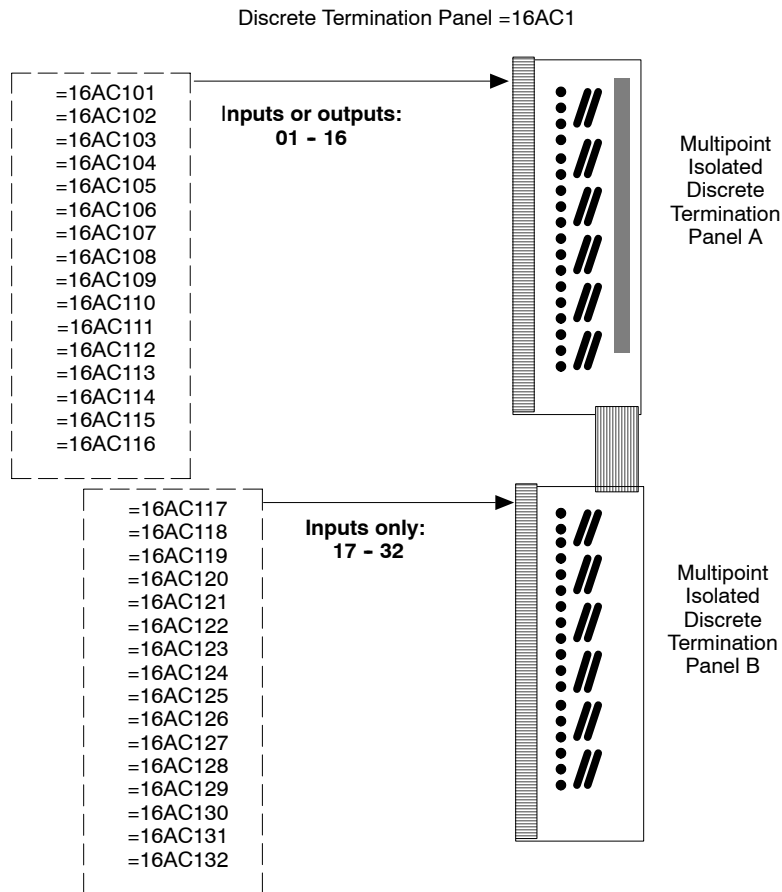 Discrete Termination Panel =16AC1
=16AC101
=16AC102
=16AC103
=16AC104
=16AC105
=16AC106
=16AC107
=16AC108
=16AC109
=16AC110
=16AC111
=16AC112
=16AC113
=16AC114
=16AC115
=16AC116
Inputs or outputs:
01 - 16
Multipoint
Isolated
Discrete
Termination
Panel A
=16AC117
=16AC118
=16AC119
=16AC120
=16AC121
=16AC122
=16AC123
=16AC124
=16AC125
=16AC126
=16AC127
=16AC128
=16AC129
=16AC130
=16AC131
=16AC132
Inputs only:
17 - 32
Multipoint
Isolated
Discrete
Termination
Panel B